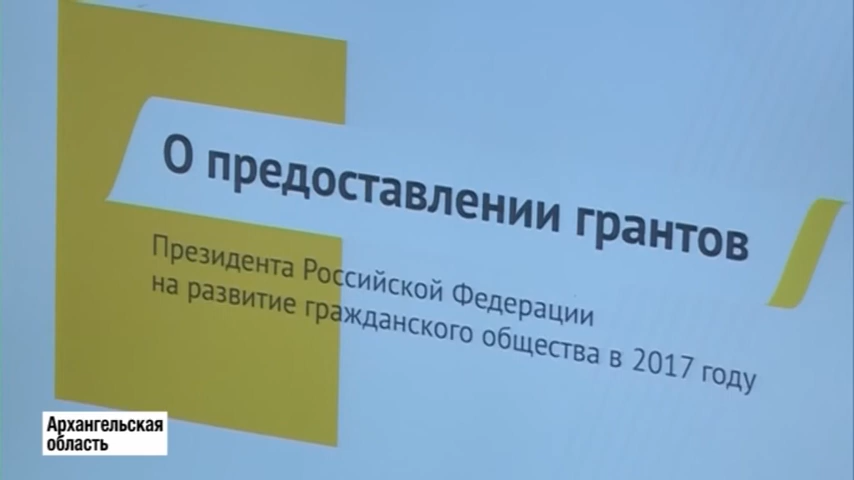 О предоставлении грантов
Президента Российской Федерации
на развитие гражданского общества в 2017 году
Архангельская
область